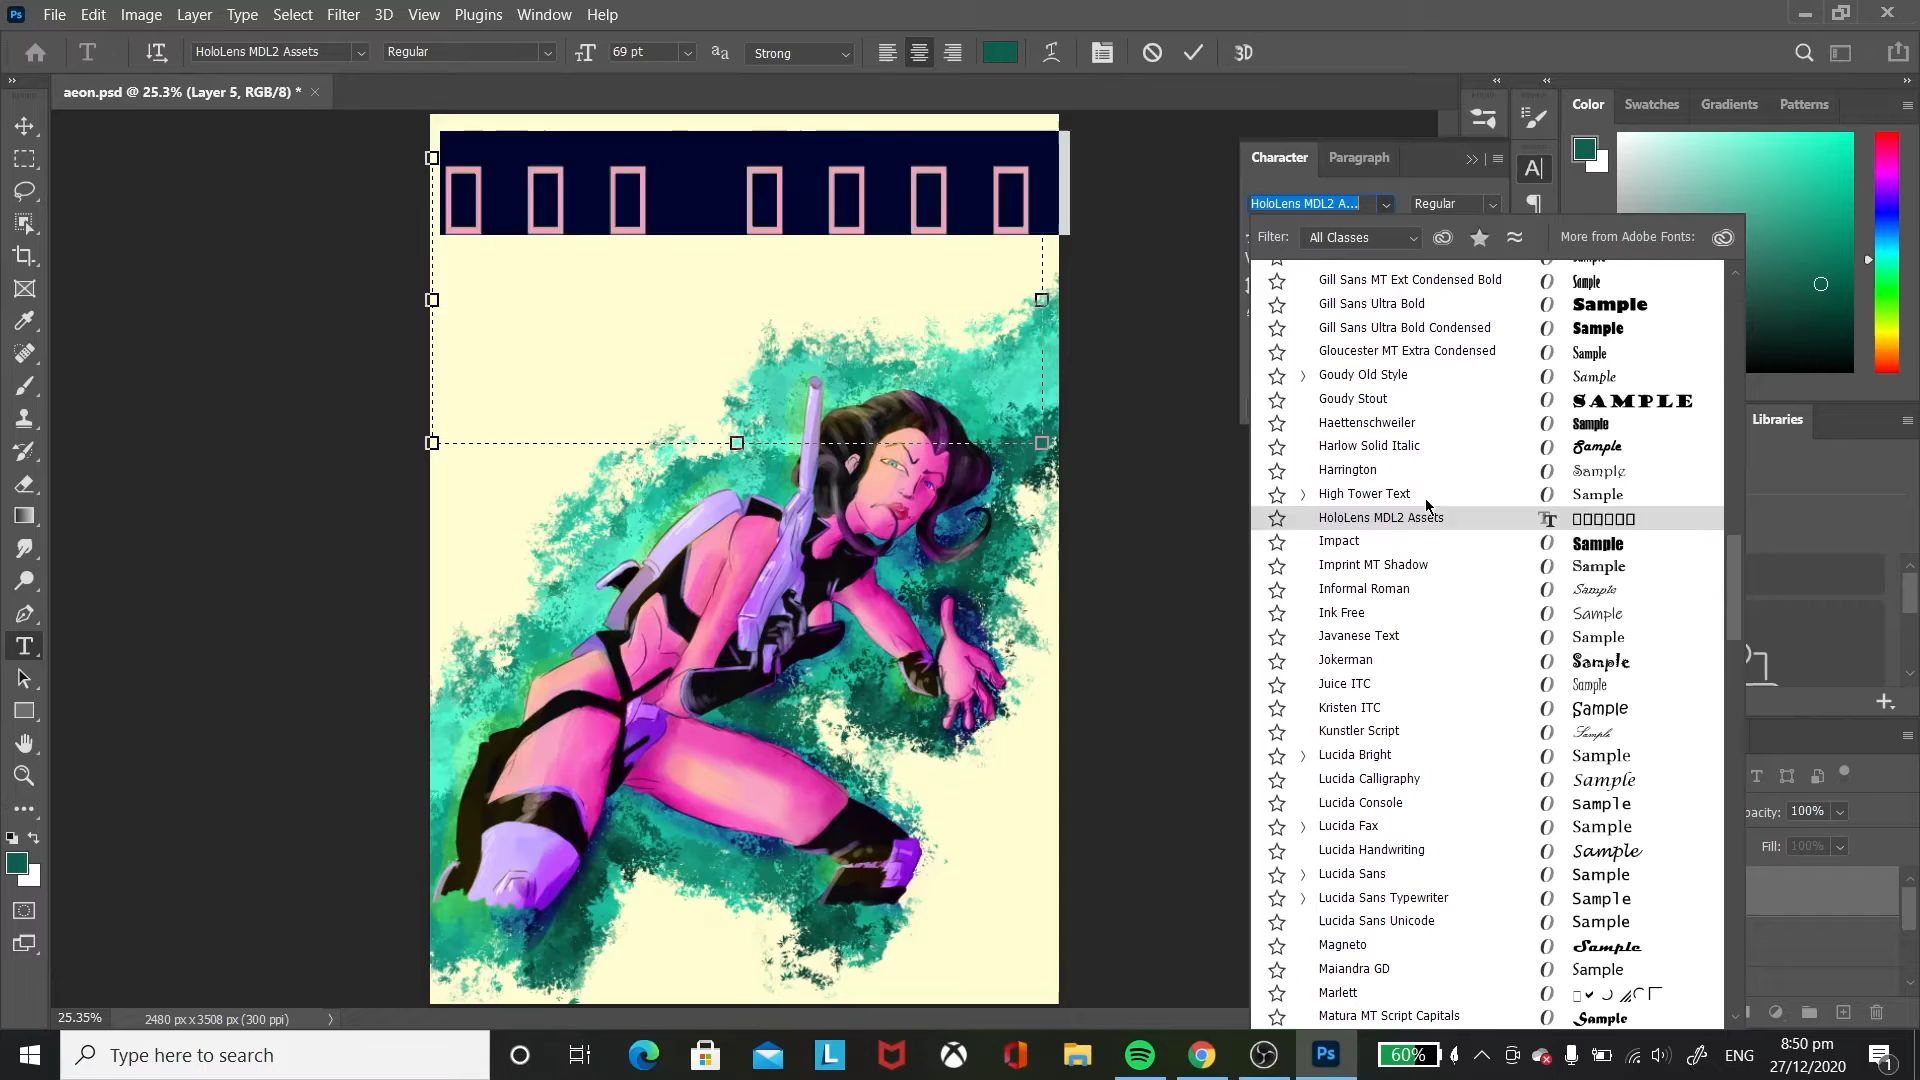 Ps File Edit Image Layer Type Select Filter 3D View Plugins Window Help
HoloLens MDL2 Assets Regular 69 pt aa Strong 3D
aeon.psd @ 25.3% (Layer 5, RGB/8) *
Color Swatches Gradients Patterns
Character Paragraph
HoloLens MDL2 A... Regular
Filter: All Classes More from Adobe Fonts:
Gill Sans MT Ext Condensed Bold Sample
Gill Sans Ultra Bold Sample
Gill Sans Ultra Bold Condensed Sample
Gloucester MT Extra Condensed Sample
Goudy Old Style Sample
Goudy Stout SAMPLE
Haettenschweiler Sample
Harlow Solid Italic Sample
Harrington Sample
High Tower Text Sample
HoloLens MDL2 Assets
Impact Sample
Imprint MT Shadow Sample
Informal Roman Sample
Ink Free Sample
Javanese Text Sample
Jokerman Sample
Juice ITC Sample
Kristen ITC Sample
Kunstler Script Sample
Lucida Bright Sample
Lucida Calligraphy Sample
Lucida Console Sample
Lucida Fax Sample
Lucida Handwriting Sample
Lucida Sans Sample
Lucida Sans Typewriter Sample
Lucida Sans Unicode Sample
Magneto Sample
Maiandra GD Sample
Marlett
Matura MT Script Capitals Sample
Libraries
pacity: 100%
Fill: 100%
25.35% 2480 px x 3508 px (300 ppi)
Type here to search
60%
ENG
8:50 pm
27/12/2020
1